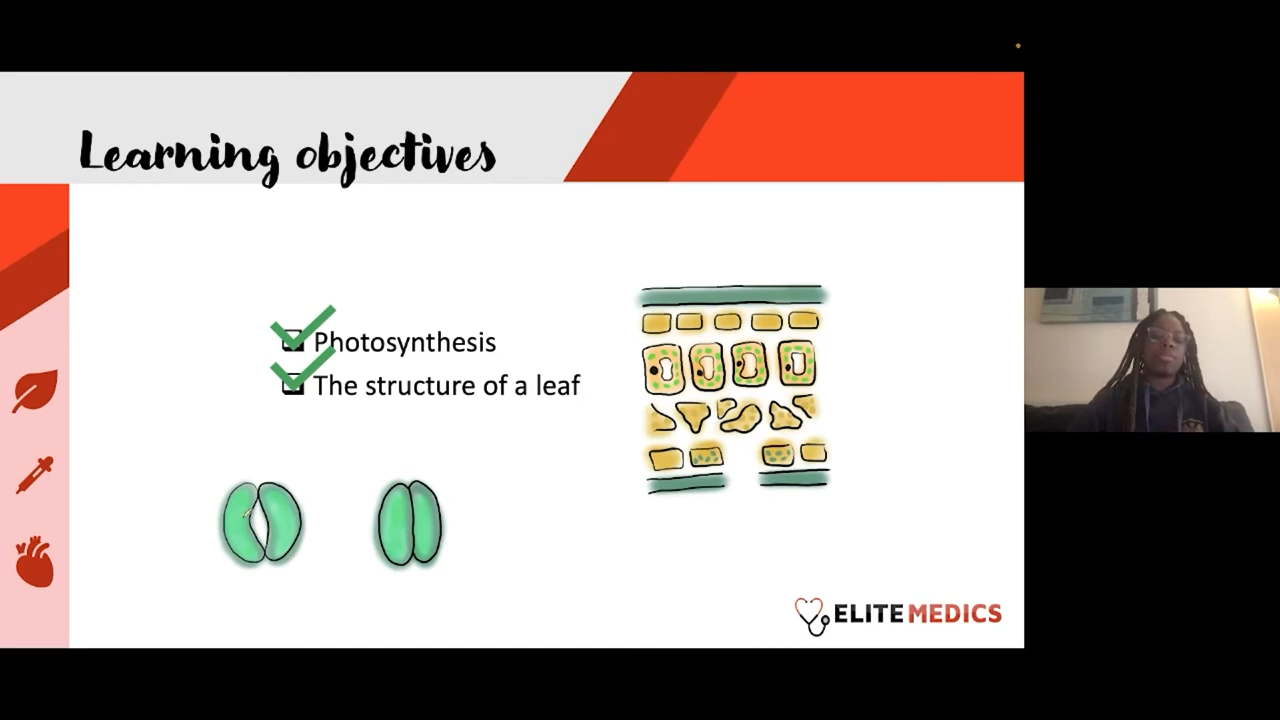 Learning objectives
Photosynthesis
The structure of a leaf
ELITE MEDICS